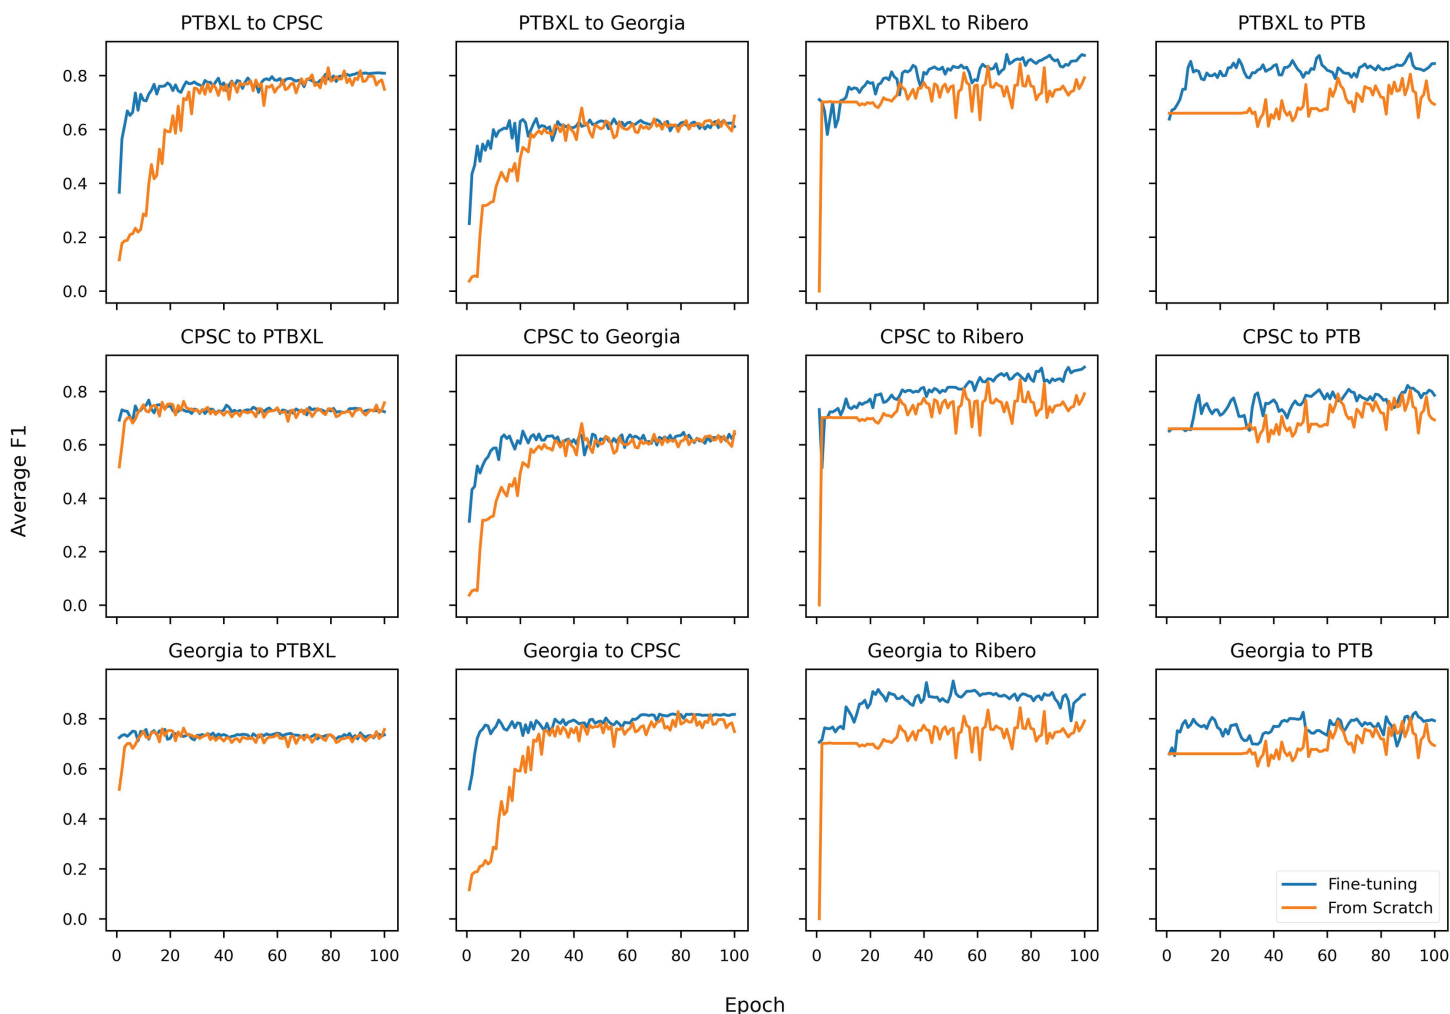 PTBXL to CPSC
PTBXL to Georgia
PTBXL to Ribero
PTBXL to PTB
0.8
0.6
0.4
0.2
0.0
CPSC to PTBXL
CPSC to Georgia
CPSC to Ribero
CPSC to PTB
Average F1
0.8
0.6
0.4
0.2
0.0
Georgia to PTBXL
Georgia to CPSC
Georgia to Ribero
Georgia to PTB
0.8
0.6
0.4
0.2
0.0
Fine-tuning
From Scratch
0 20 40 60 80 100
0 20 40 60 80 100
0 20 40 60 80 100
0 20 40 60 80 100
Epoch